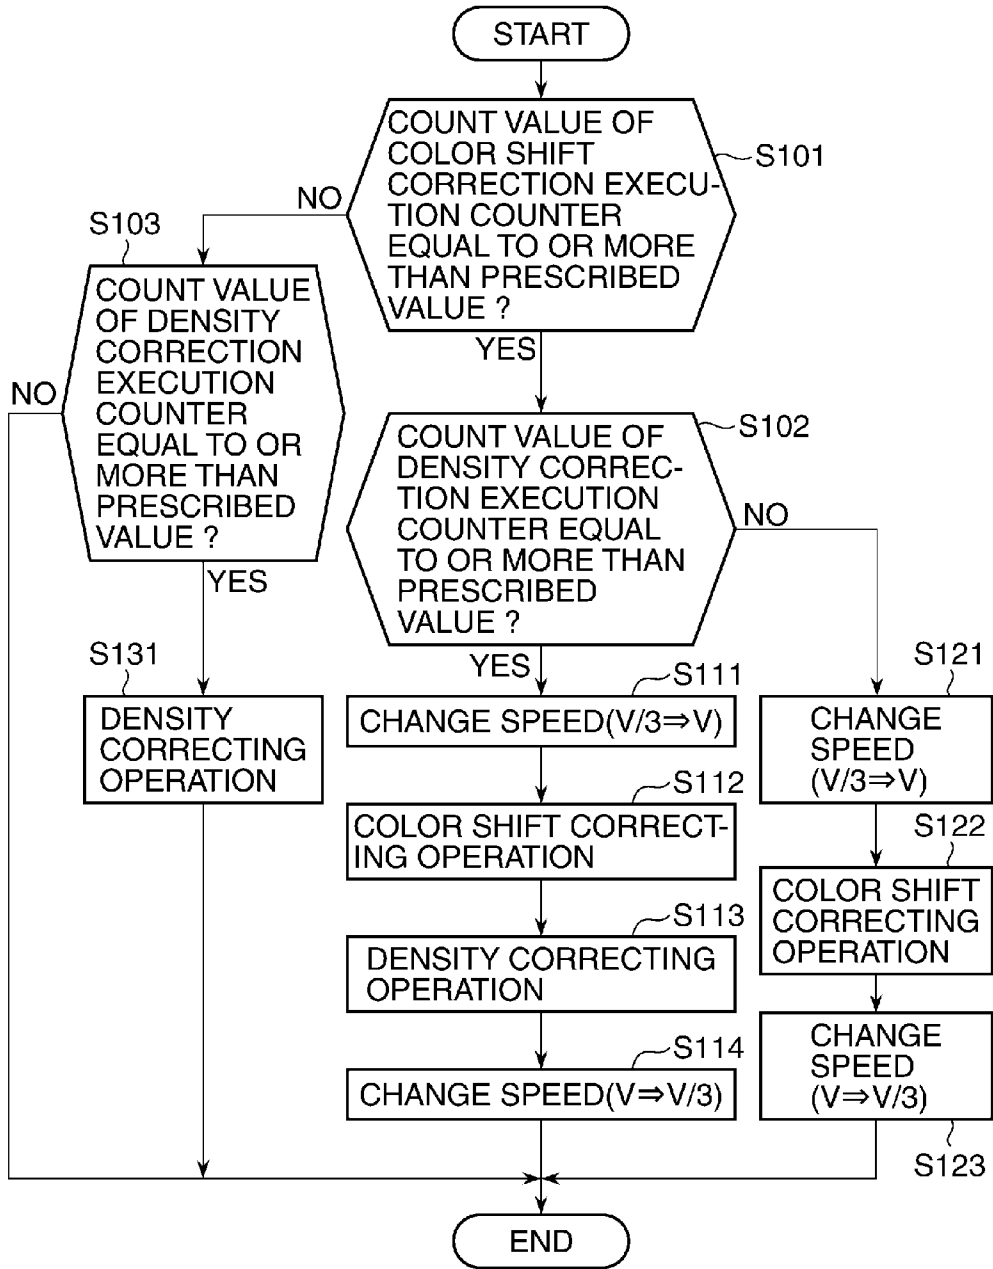 START
COUNT VALUE OF
COLOR SHIFT
CORRECTION EXECU-
TION COUNTER
EQUAL TO OR MORE
THAN PRESCRIBED
VALUE ?
S101
NO
YES
S103
COUNT VALUE
OF DENSITY
CORRECTION
EXECUTION
COUNTER
EQUAL TO OR
MORE THAN
PRESCRIBED
VALUE ?
NO
YES
S102
COUNT VALUE OF
DENSITY CORREC-
TION EXECUTION
COUNTER EQUAL
TO OR MORE THAN
PRESCRIBED
VALUE ?
NO
YES
S131
DENSITY
CORRECTING
OPERATION
S111
CHANGE SPEED(V/3⇒V)
S112
COLOR SHIFT CORRECT-
ING OPERATION
S113
DENSITY CORRECTING
OPERATION
S114
CHANGE SPEED(V⇒V/3)
S121
CHANGE
SPEED
(V/3⇒V)
S122
COLOR SHIFT
CORRECTING
OPERATION
CHANGE
SPEED
(V⇒V/3)
S123
END